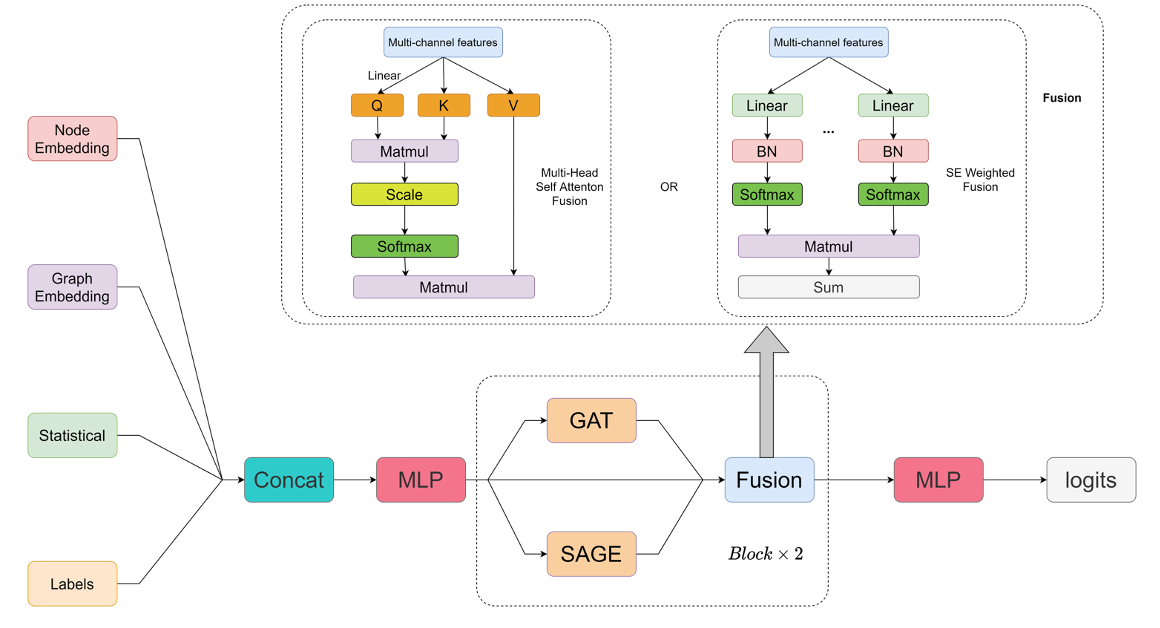 Multi-channel features
Linear
Q
K
V
Matmul
Scale
Softmax
Matmul
Multi-Head
Self Attenton
Fusion
OR
Multi-channel features
Linear
...
Linear
BN
BN
Softmax
Softmax
Matmul
Sum
SE Weighted
Fusion
Fusion
Node
Embedding
Graph
Embedding
Statistical
Labels
Concat
MLP
GAT
SAGE
Fusion
Block × 2
MLP
logits